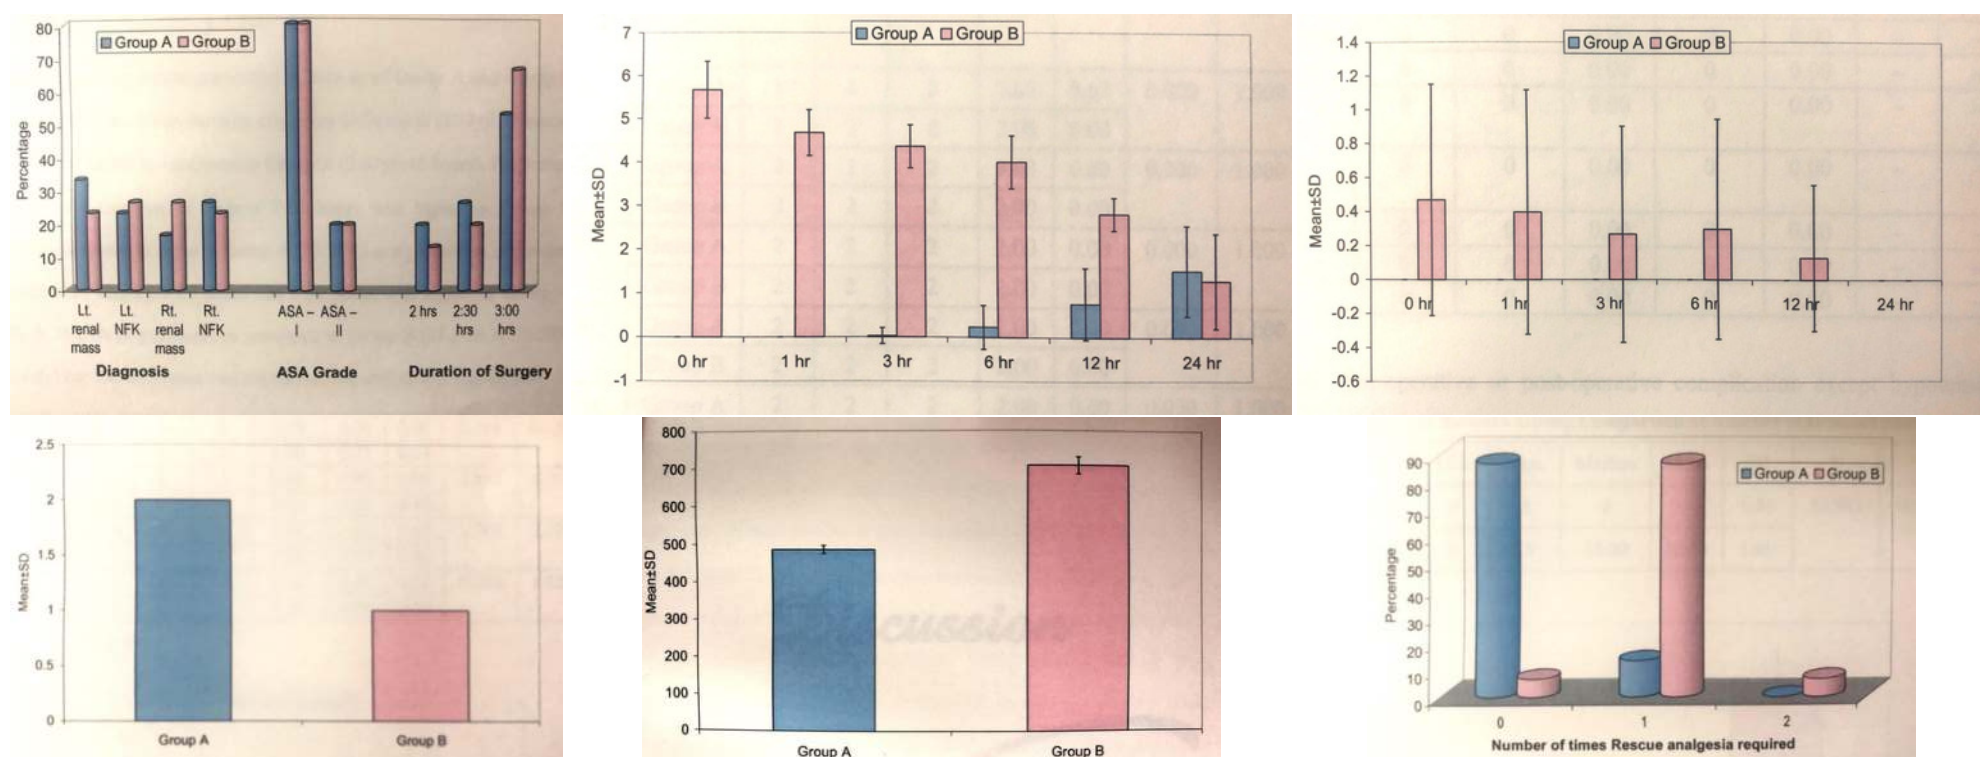 Group A Group B
Percentage
80
70
60
50
40
30
20
10
0
Lt. renal mass
Lt. NFK
Rt. renal mass
Rt. NFK
ASA – I
ASA – II
2 hrs
2:30 hrs
3:00 hrs
Diagnosis ASA Grade Duration of Surgery
Group A Group B
Mean±SD
7
6
5
4
3
2
1
0
-1
0 hr 1 hr 3 hr 6 hr 12 hr 24 hr
Group A Group B
Mean±SD
1.4
1.2
1
0.8
0.6
0.4
0.2
0
-0.2
-0.4
-0.6
0 hr 1 hr 3 hr 6 hr 12 hr 24 hr
Mean±SD
2.5
2
1.5
1
0.5
0
Group A Group B
Mean±SD
800
700
600
500
400
300
200
100
0
Group A Group B
Group A Group B
Percentage
90
80
70
60
50
40
30
20
10
0
0 1 2
Number of times Rescue analgesia required